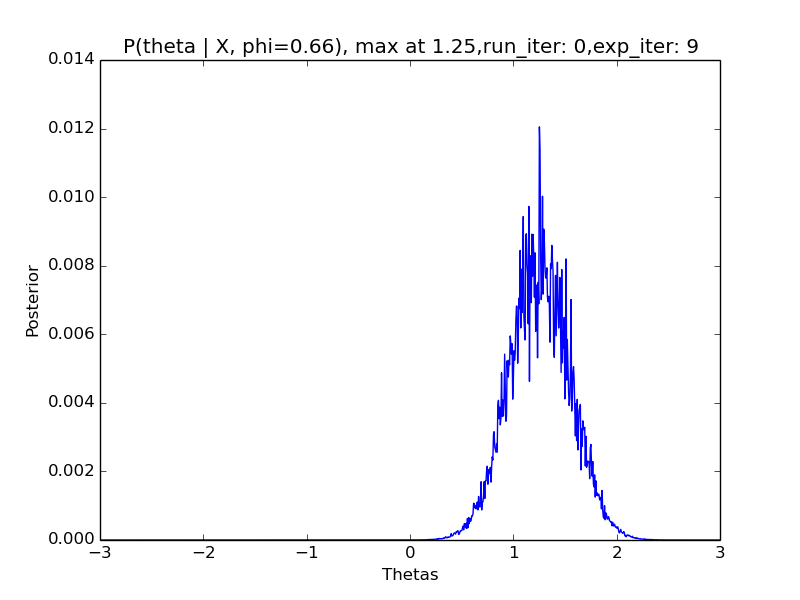 P(theta | X, phi=0.66), max at 1.25,run_iter: 0,exp_iter: 9
0.014
0.012
0.010
0.008
0.006
0.004
0.002
0.000
Posterior
−3 −2 −1 0 1 2 3
Thetas